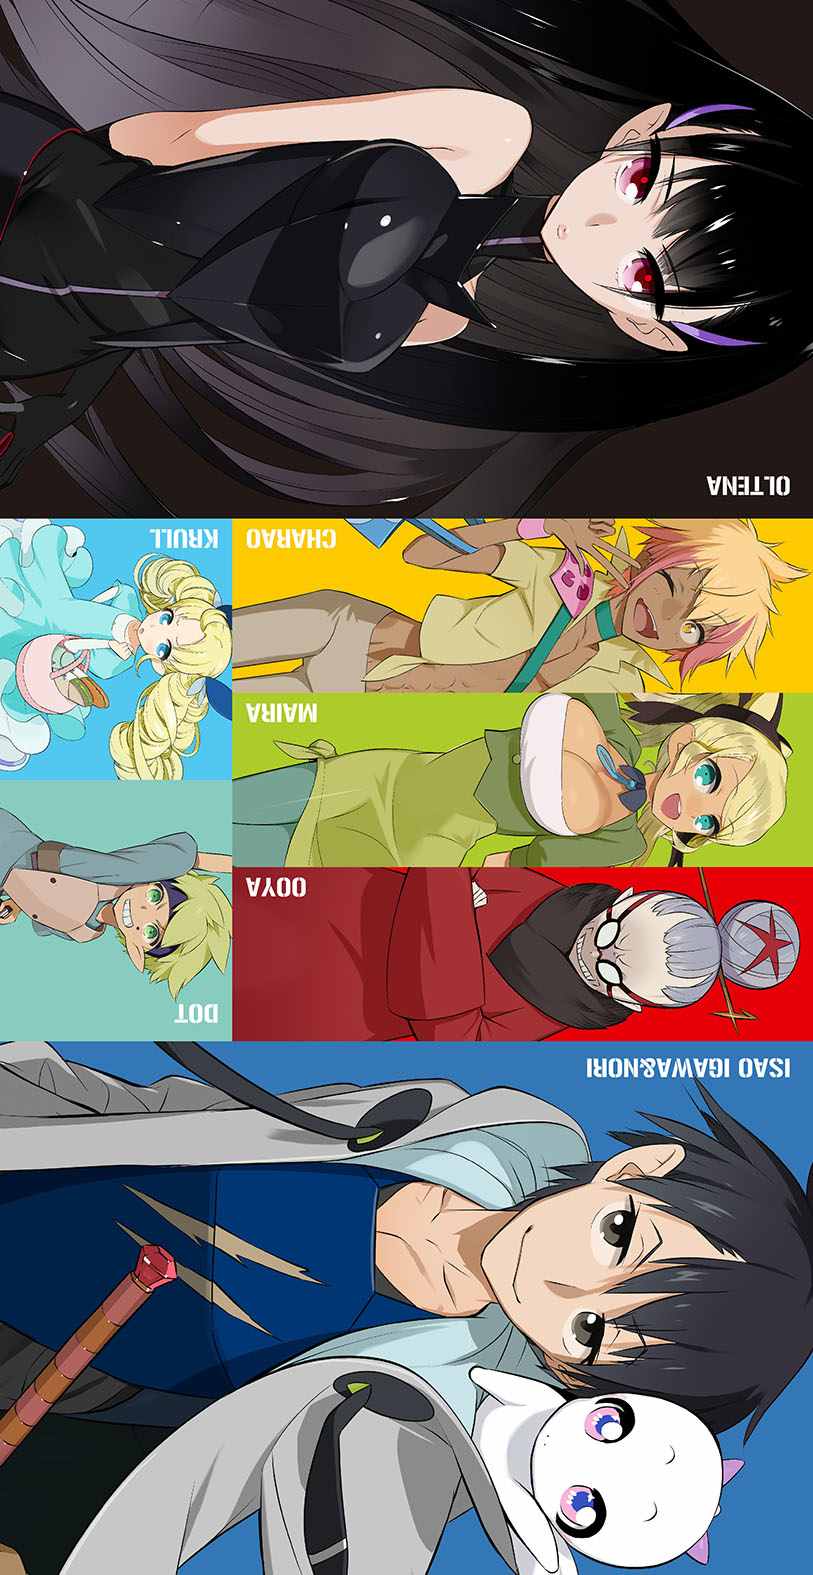 OLTENA
KRULL
CHARAO
MAIRA
OOYA
DOT
ISAO IGAWA&NORI